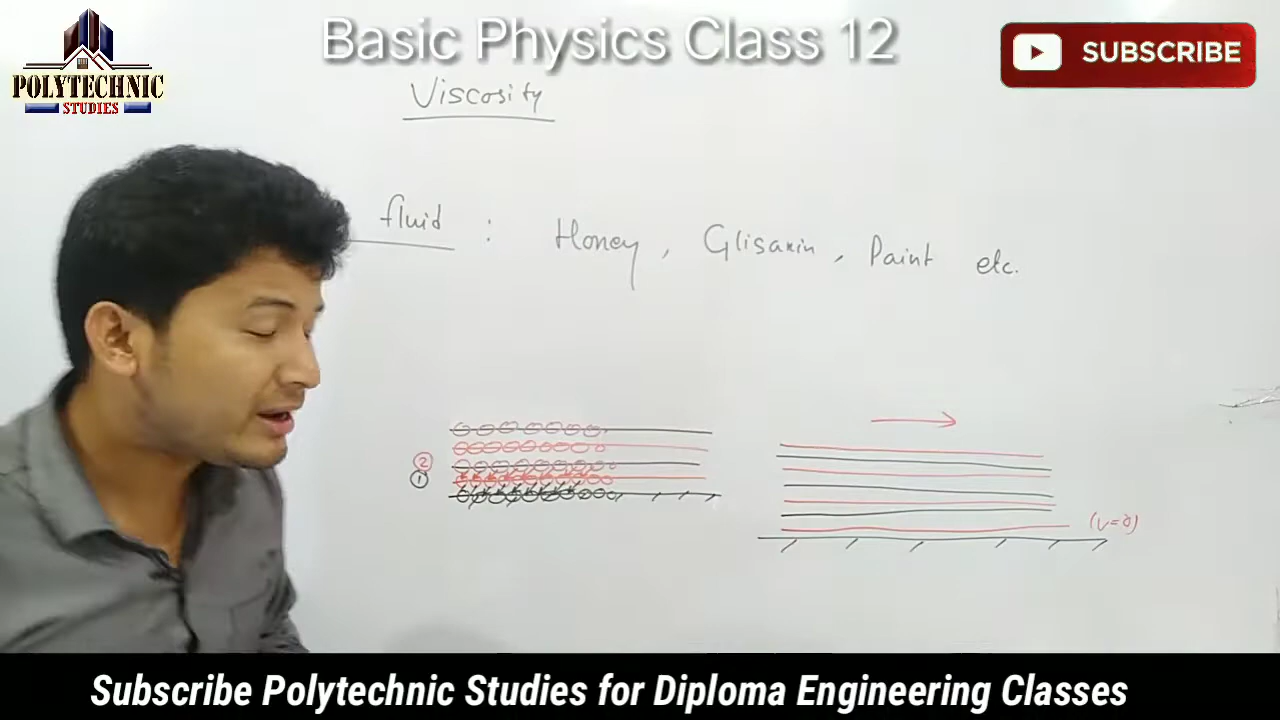 Basic Physics Class 12
POLYTECHNIC
STUDIES
SUBSCRIBE
Viscosity
fluid : Honey, Glisarin, Paint etc.
②
①
(v=0)
Subscribe Polytechnic Studies for Diploma Engineering Classes